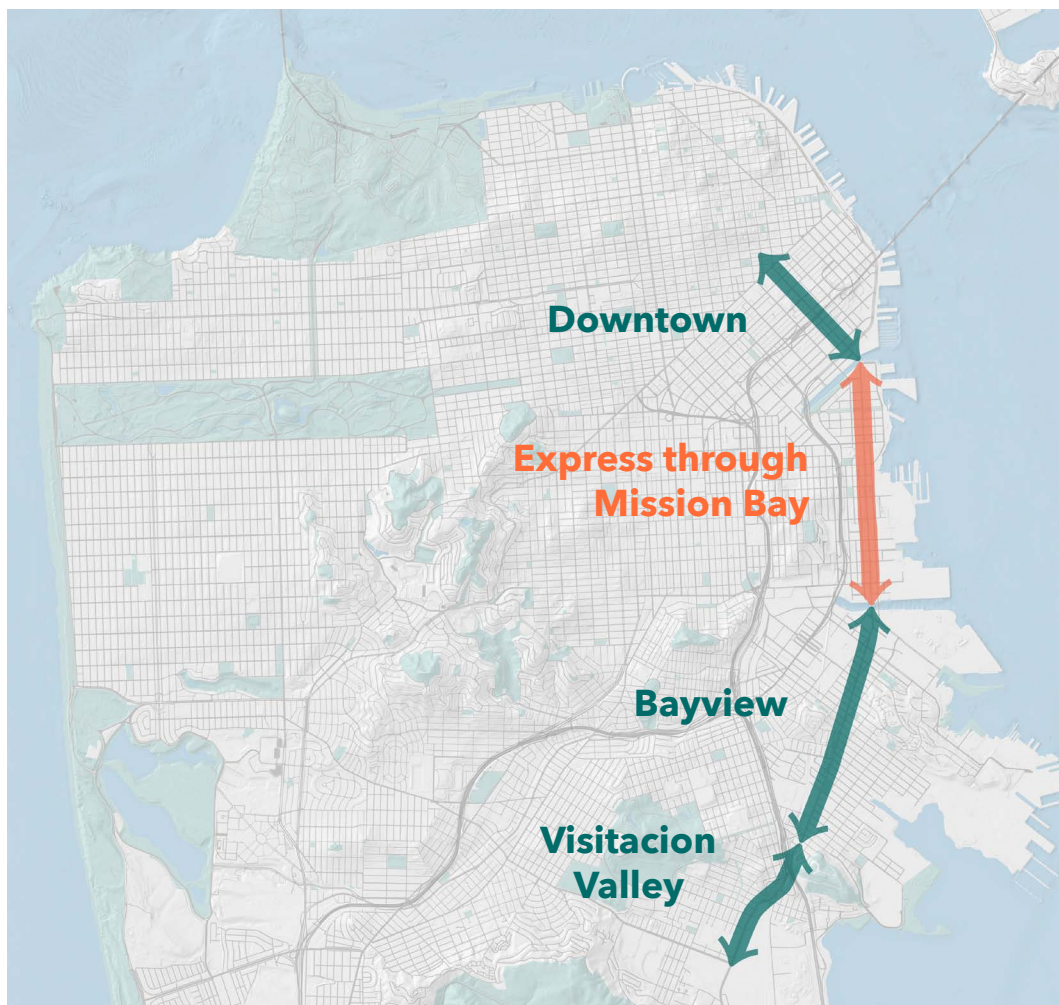 Downtown
Express through
Mission Bay
Bayview
Visitacion
Valley